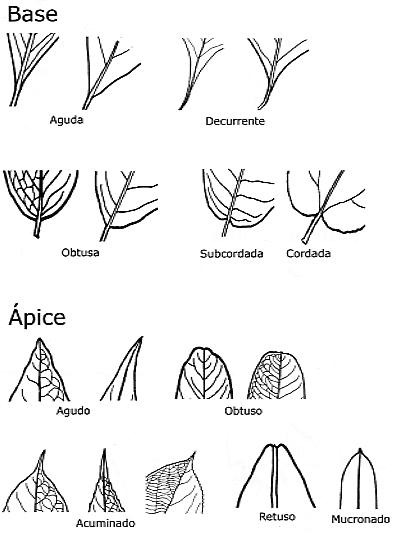 Base
Aguda
Decurrente
Obtusa
Subcordada
Cordada
Ápice
Agudo
Obtuso
Acuminado
Retuso
Mucronado